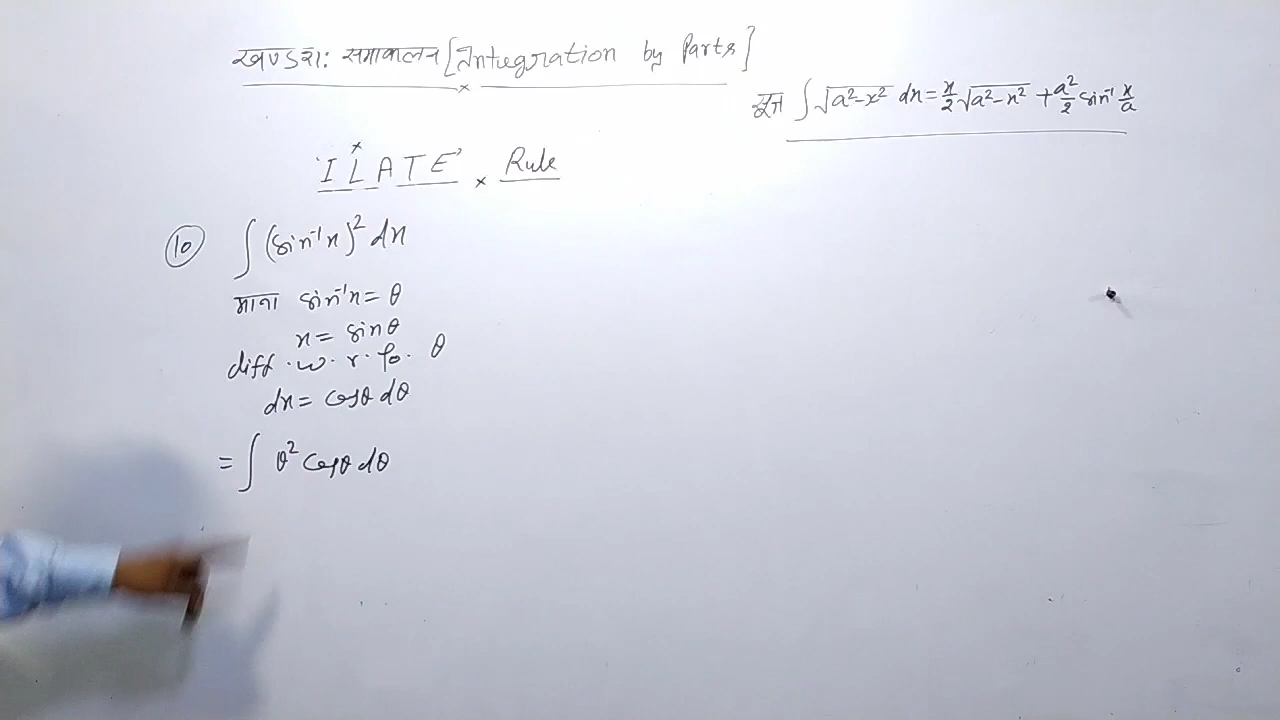 खण्डश: समाकलन [Integration by Parts]
सूत्र ∫√a²-x² dx = x/2 √a²-x² + a²/2 sin⁻¹ x/a
'ILATE' Rule
(10) ∫(sin⁻¹x)² dx
माना sin⁻¹x = θ
x = sinθ
diff. w. r. to. θ
dx = cosθ dθ
= ∫ θ² cosθ dθ